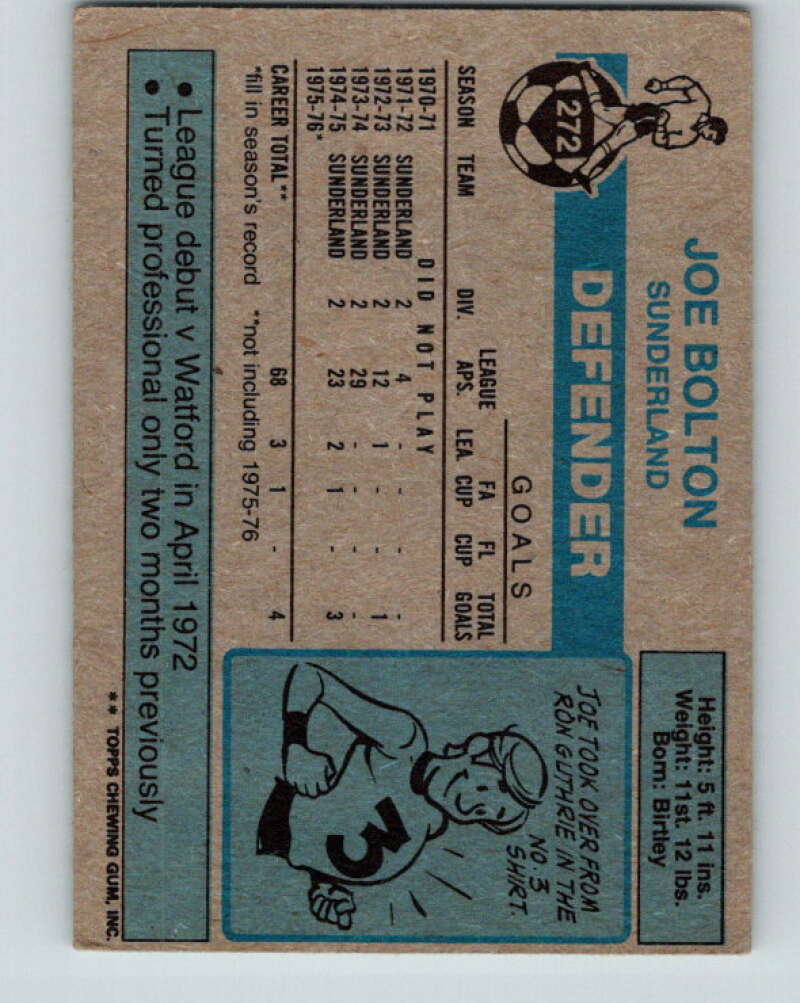 272
JOE BOLTON
SUNDERLAND
Height: 5 ft. 11 ins.
Weight: 11st. 12 lbs.
Born: Birtley
DEFENDER
GOALS
LEAGUE FA FL TOTAL
SEASON TEAM DIV. APS. LEA. CUP CUP GOALS
1970-71 DID NOT PLAY
1971-72 SUNDERLAND 2 4 - - - -
1972-73 SUNDERLAND 2 12 1 - - 1
1973-74 SUNDERLAND 2 29 - - - -
1974-75 SUNDERLAND 2 23 2 1 - 3
1975-76*
CAREER TOTAL** 68 3 1 - 4
*fill in season's record **not including 1975-76
JOE TOOK OVER FROM
RON GUTHRIE IN THE
NO. 3
SHIRT.
3
• League debut v Watford in April 1972
• Turned professional only two months previously
** TOPPS CHEWING GUM, INC.